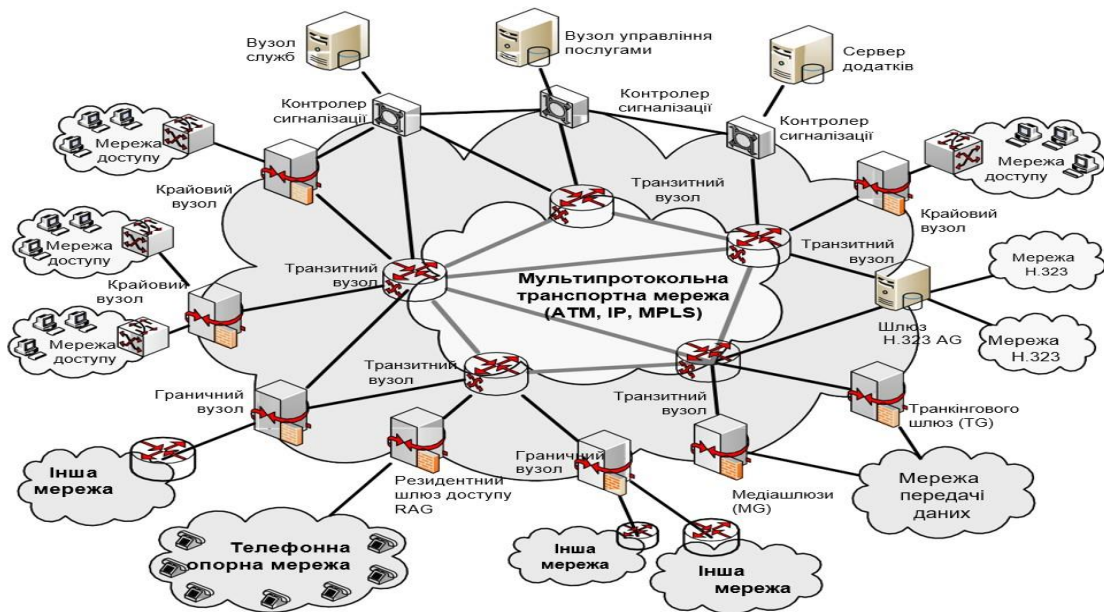 Вузол
служб
Вузол управління
послугами
Сервер
додатків
Контролер
сигналізації
Контролер
сигналізації
Контролер
сигналізації
Мережа
доступу
Крайовий
вузол
Транзитний
вузол
Мережа
доступу
Крайовий
вузол
Мережа
доступу
Крайовий
вузол
Транзитний
вузол
Транзитний
вузол
Мережа
Н.323
Мультипротокольна
транспортна мережа
(ATM, IP, MPLS)
Мережа
доступу
Шлюз
Н.323 AG
Мережа
Н.323
Транзитний
вузол
Транзитний
вузол
Граничний
вузол
Транкінгового
шлюз (TG)
Інша
мережа
Резидентний
шлюз доступу
RAG
Граничний
вузол
Медіашлюзи
(MG)
Мережа
передачі
даних
Телефонна
опорна мережа
Інша
мережа
Інша
мережа